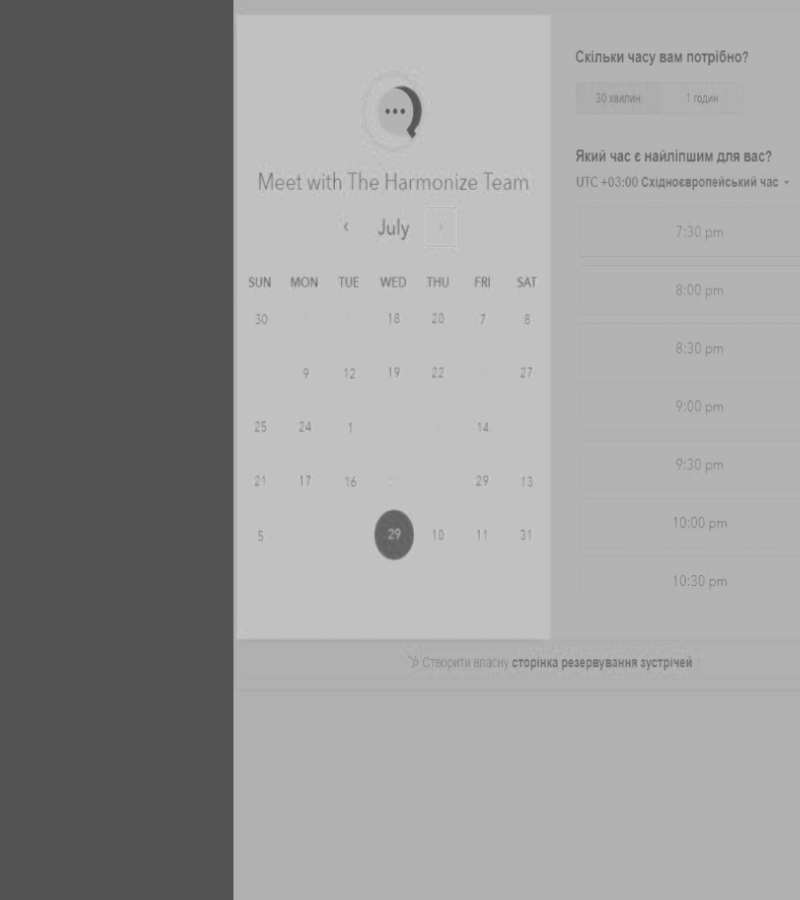 Meet with The Harmonize Team
July
SUN MON TUE WED THU FRI SAT
30 18 20 7 8
9 12 19 22 27
25 24 1 14
21 17 16 29 13
5 29 10 11 31
Скільки часу вам потрібно?
30 хвилин 1 годин
Який час є найліпшим для вас?
UTC +03:00 Східноєвропейський час
7:30 pm
8:00 pm
8:30 pm
9:00 pm
9:30 pm
10:00 pm
10:30 pm
Створити власну сторінка резервування зустрічей